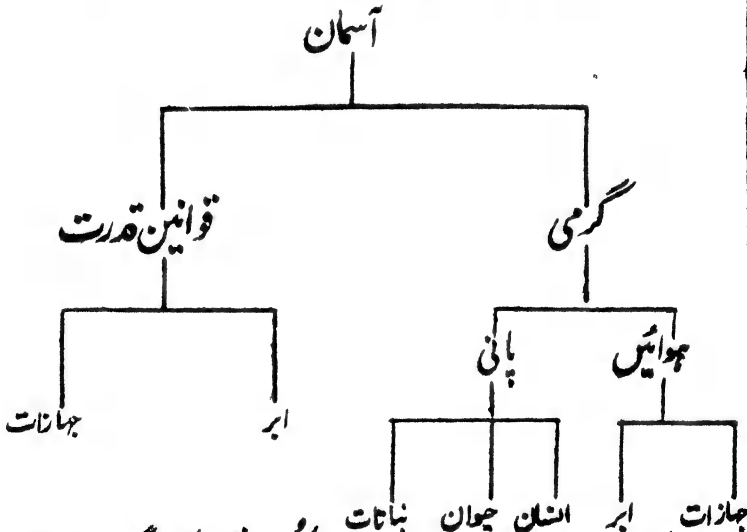 آسمان
گرمی قوانین قدرت
ہوائیں پانی
ابر جہازات
جہازات ابر انسان حیوان نباتات